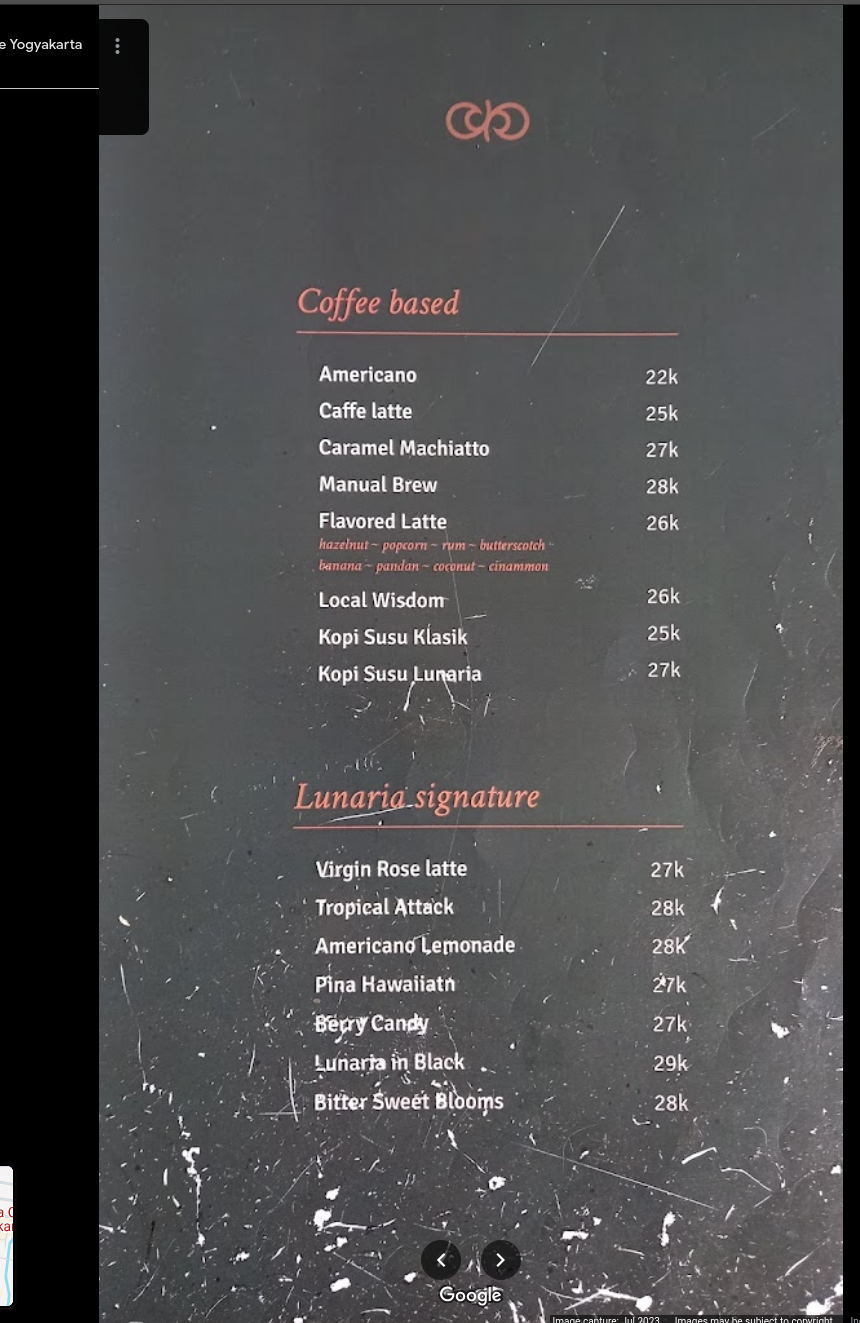 e Yogyakarta
Coffee based
Americano 22k
Caffe latte 25k
Caramel Machiatto 27k
Manual Brew 28k
Flavored Latte 26k
hazelnut ~ popcorn ~ rum ~ butterscotch
banana ~ pandan ~ coconut ~ cinammon
Local Wisdom 26k
Kopi Susu Klasik 25k
Kopi Susu Lunaria 27k
Lunaria signature
Virgin Rose latte 27k
Tropical Attack 28k
Americano Lemonade 28k
Pina Hawaiiatn 27k
Berry Candy 27k
Lunaria in Black 29k
Bitter Sweet Blooms 28k
Google
Image capture: Jul 2023 Images may be subject to copyright.